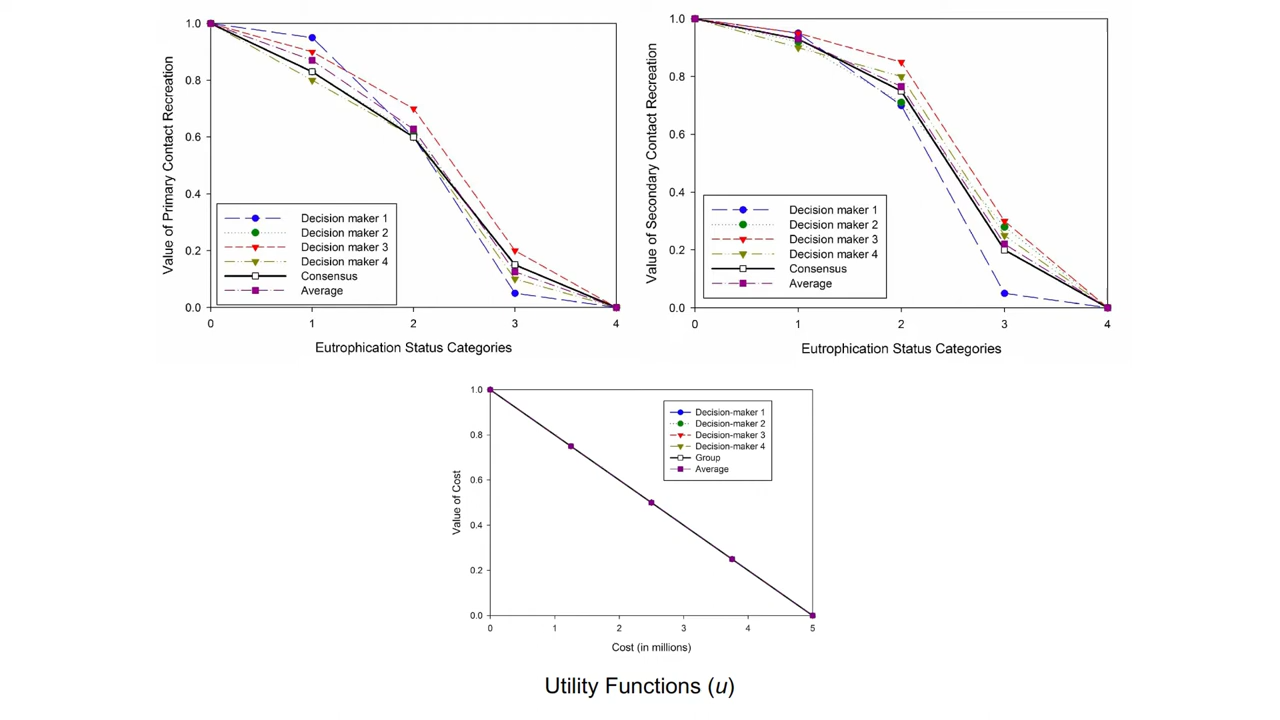 Value of Primary Contact Recreation
1.0
0.8
0.6
0.4
0.2
0.0
Decision maker 1
Decision maker 2
Decision maker 3
Decision maker 4
Consensus
Average
0 1 2 3 4
Eutrophication Status Categories
Value of Secondary Contact Recreation
1.0
0.8
0.6
0.4
0.2
0.0
Decision maker 1
Decision maker 2
Decision maker 3
Decision maker 4
Consensus
Average
0 1 2 3 4
Eutrophication Status Categories
Value of Cost
1.0
0.8
0.6
0.4
0.2
0.0
Decision-maker 1
Decision-maker 2
Decision-maker 3
Decision-maker 4
Group
Average
0 1 2 3 4 5
Cost (in millions)
Utility Functions (u)